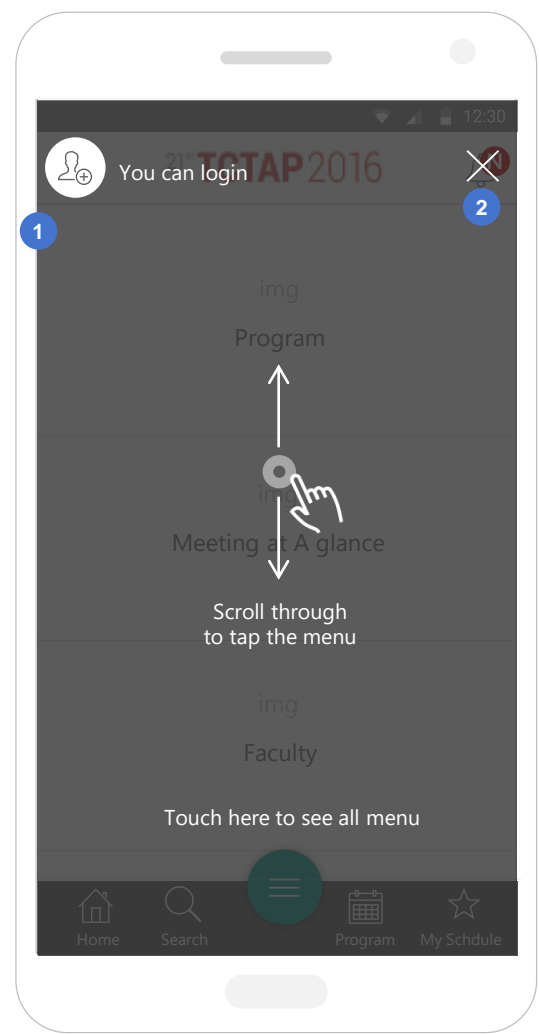 12:30
21st TCTAP 2016
N
You can login
1
2
img
Program
img
Meeting at A glance
Scroll through
to tap the menu
img
Faculty
Touch here to see all menu
Home Search Program My Schdule